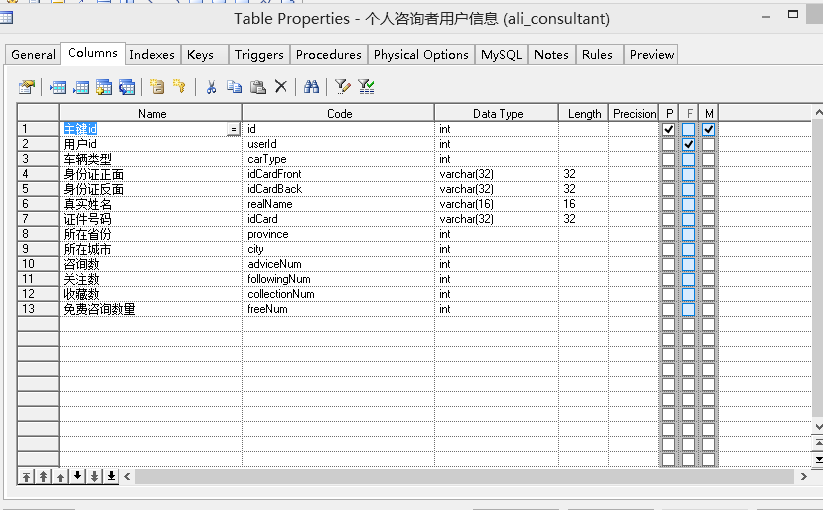 Table Properties - 个人咨询者用户信息 (ali_consultant)
General Columns Indexes Keys Triggers Procedures Physical Options MySQL Notes Rules Preview
Name Code Data Type Length Precision P F M
1 主键id = id int
2 用户id userId int
3 车辆类型 carType int
4 身份证正面 idCardFront varchar(32) 32
5 身份证反面 idCardBack varchar(32) 32
6 真实姓名 realName varchar(16) 16
7 证件号码 idCard varchar(32) 32
8 所在省份 province int
9 所在城市 city int
10 咨询数 adviceNum int
11 关注数 followingNum int
12 收藏数 collectionNum int
13 免费咨询数量 freeNum int